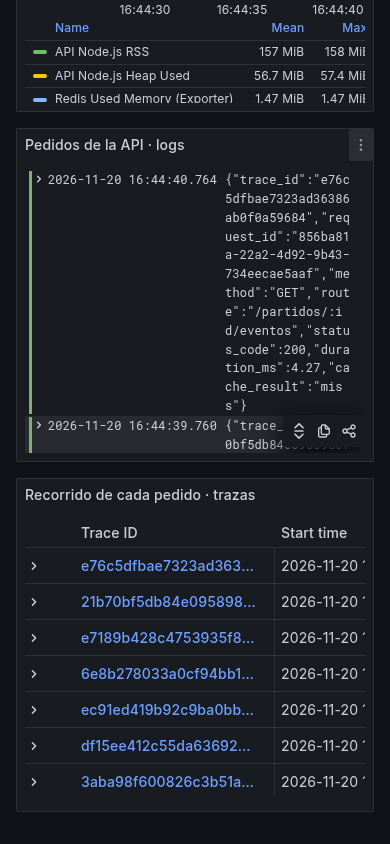 16:44:30 16:44:35 16:44:40
Name Mean Max
API Node.js RSS 157 MiB 158 MiB
API Node.js Heap Used 56.7 MiB 57.4 MiB
Redis Used Memory (Exporter) 1.47 MiB 1.47 MiB
Pedidos de la API · logs
2026-11-20 16:44:40.764 {"trace_id":"e76c
5dfbae7323ad36386
ab0f0a59684","req
uest_id":"856ba81
a-22a2-4d92-9b43-
734eecae5aaf","me
thod":"GET","rout
e":"/partidos/:i
d/eventos","statu
s_code":200,"dura
tion_ms":4.27,"ca
che_result":"mis
s"}
2026-11-20 16:44:39.760 {"trace_
0bf5db84
Recorrido de cada pedido · trazas
Trace ID Start time
e76c5dfbae7323ad363... 2026-11-20
21b70bf5db84e095898... 2026-11-20
e7189b428c4753935f8... 2026-11-20
6e8b278033a0cf94bb1... 2026-11-20
ec91ed419b92c9ba0bb... 2026-11-20
df15ee412c55da63692... 2026-11-20
3aba98f600826c3b51a... 2026-11-20